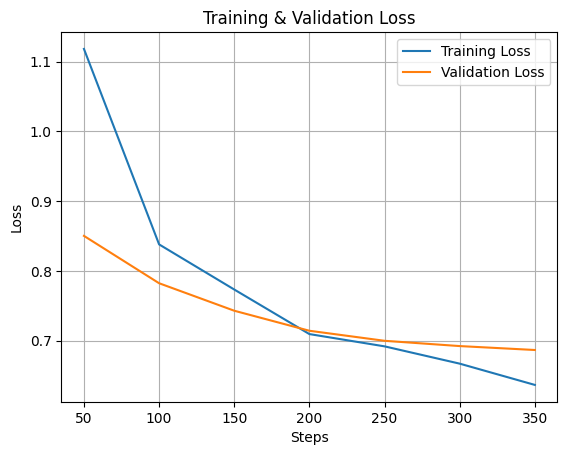 Training & Validation Loss
Training Loss
Validation Loss
Loss
1.1
1.0
0.9
0.8
0.7
50 100 150 200 250 300 350
Steps